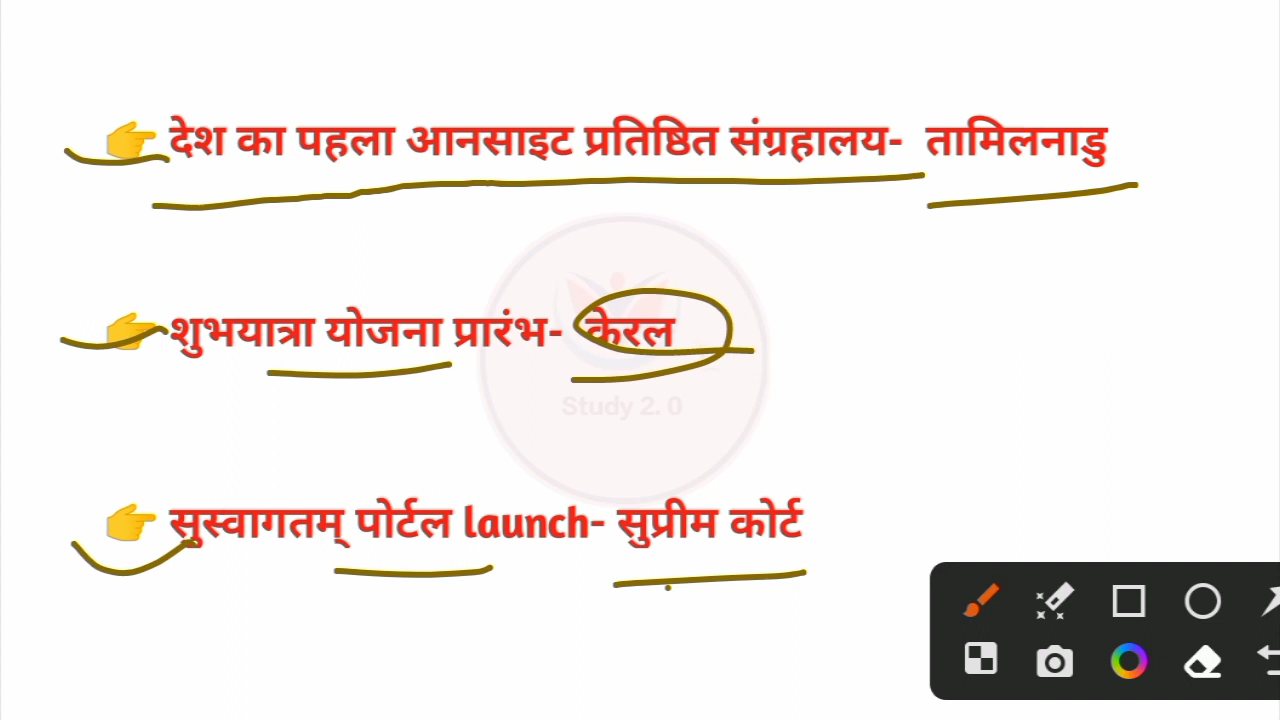 👉 देश का पहला आनसाइट प्रतिष्ठित संग्रहालय- तामिलनाडु
👉 शुभयात्रा योजना प्रारंभ- केरल
Study 2. 0
👉 सुस्वागतम् पोर्टल launch- सुप्रीम कोर्ट